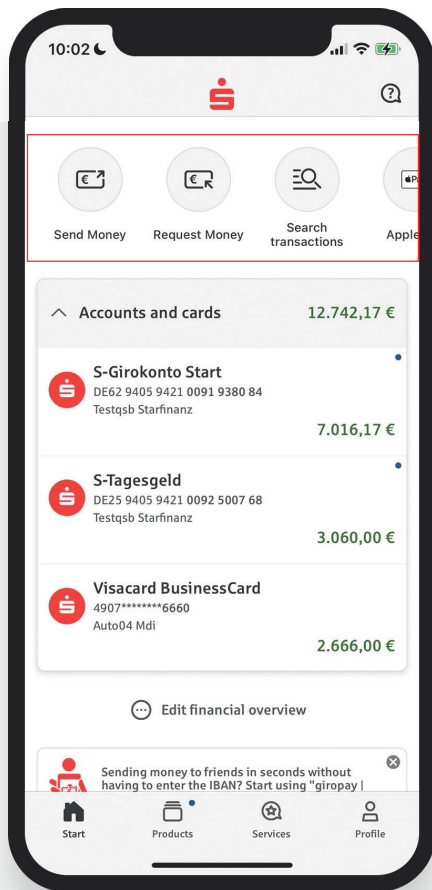 10:02
Send Money
Request Money
Search
transactions
Apple
Accounts and cards
12.742,17 €
S-Girokonto Start
DE62 9405 9421 0091 9380 84
Testqsb Starfinanz
7.016,17 €
S-Tagesgeld
DE25 9405 9421 0092 5007 68
Testqsb Starfinanz
3.060,00 €
Visacard BusinessCard
4907********6660
Auto04 Mdi
2.666,00 €
Edit financial overview
Sending money to friends in seconds without
having to enter the IBAN? Start using "giropay |
Start
Products
Services
Profile